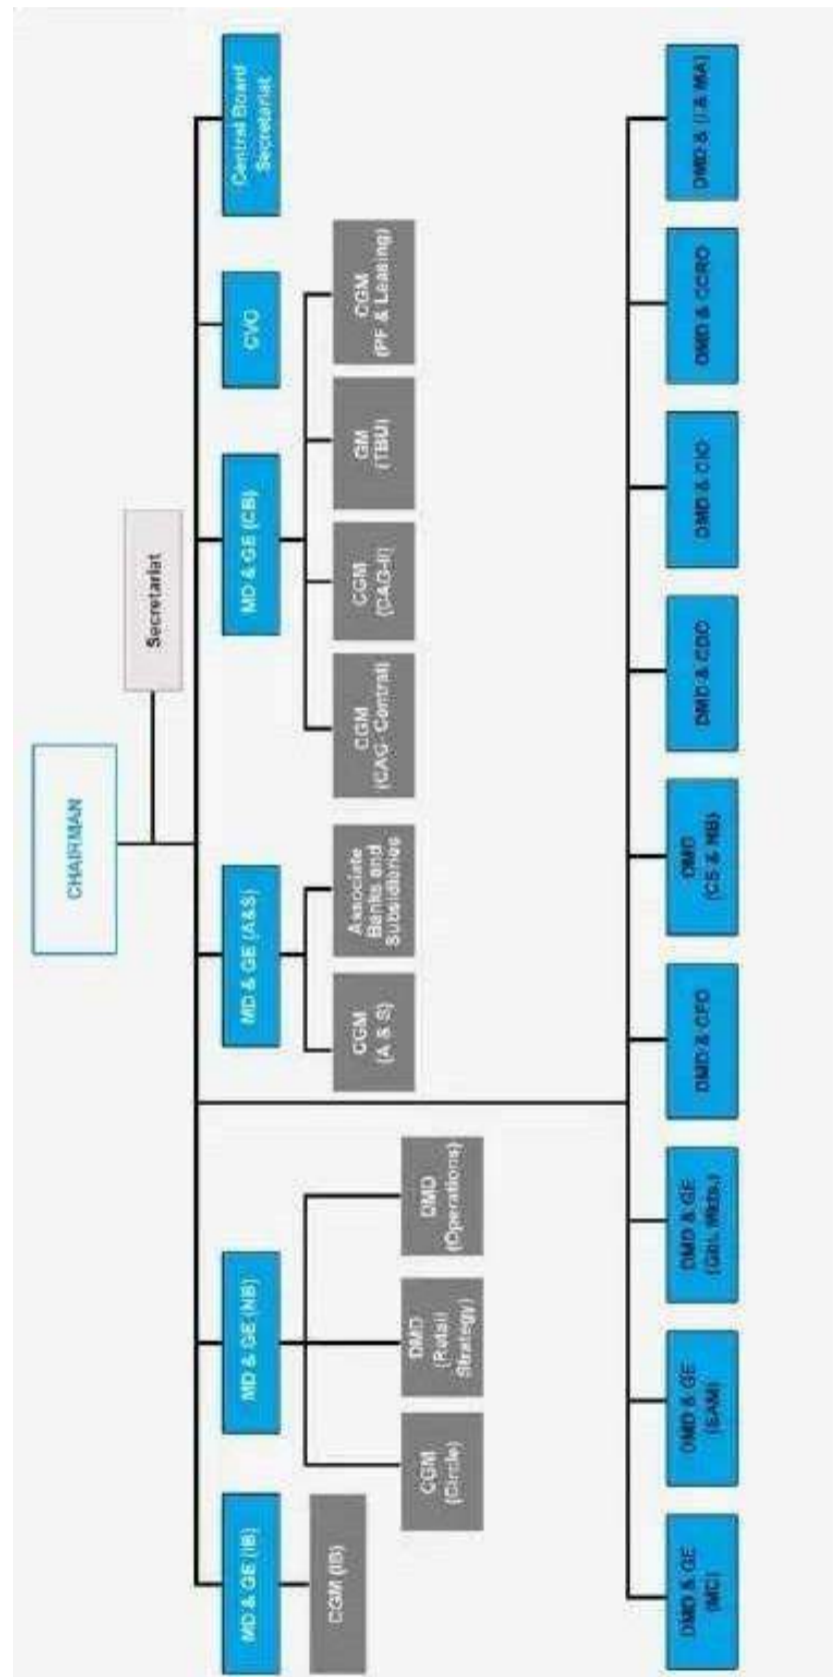 CHAIRMAN
Secretariat
MD & GE (IB)
MD & GE (NB)
MD & GE (A&S)
MD & GE (CB)
CVO
Central Board
Secretariat
CGM (IB)
CGM
(Circle)
DMD
(Retail
Strategy)
DMD
(Operations)
CGM
(A & S)
Associate
Banks and
Subsidiaries
CGM
(CAG- Central)
CGM
(CAG-II)
GM
(TBU)
CGM
(PF & Leasing)
DMD & GE
(MC)
DMD & GE
(SAM)
DMD & GE
DMD & CFO
DMD
(CS & NB)
DMD & CDO
DMD & CIO
DMD & CCRO
DMD & (I & MA)